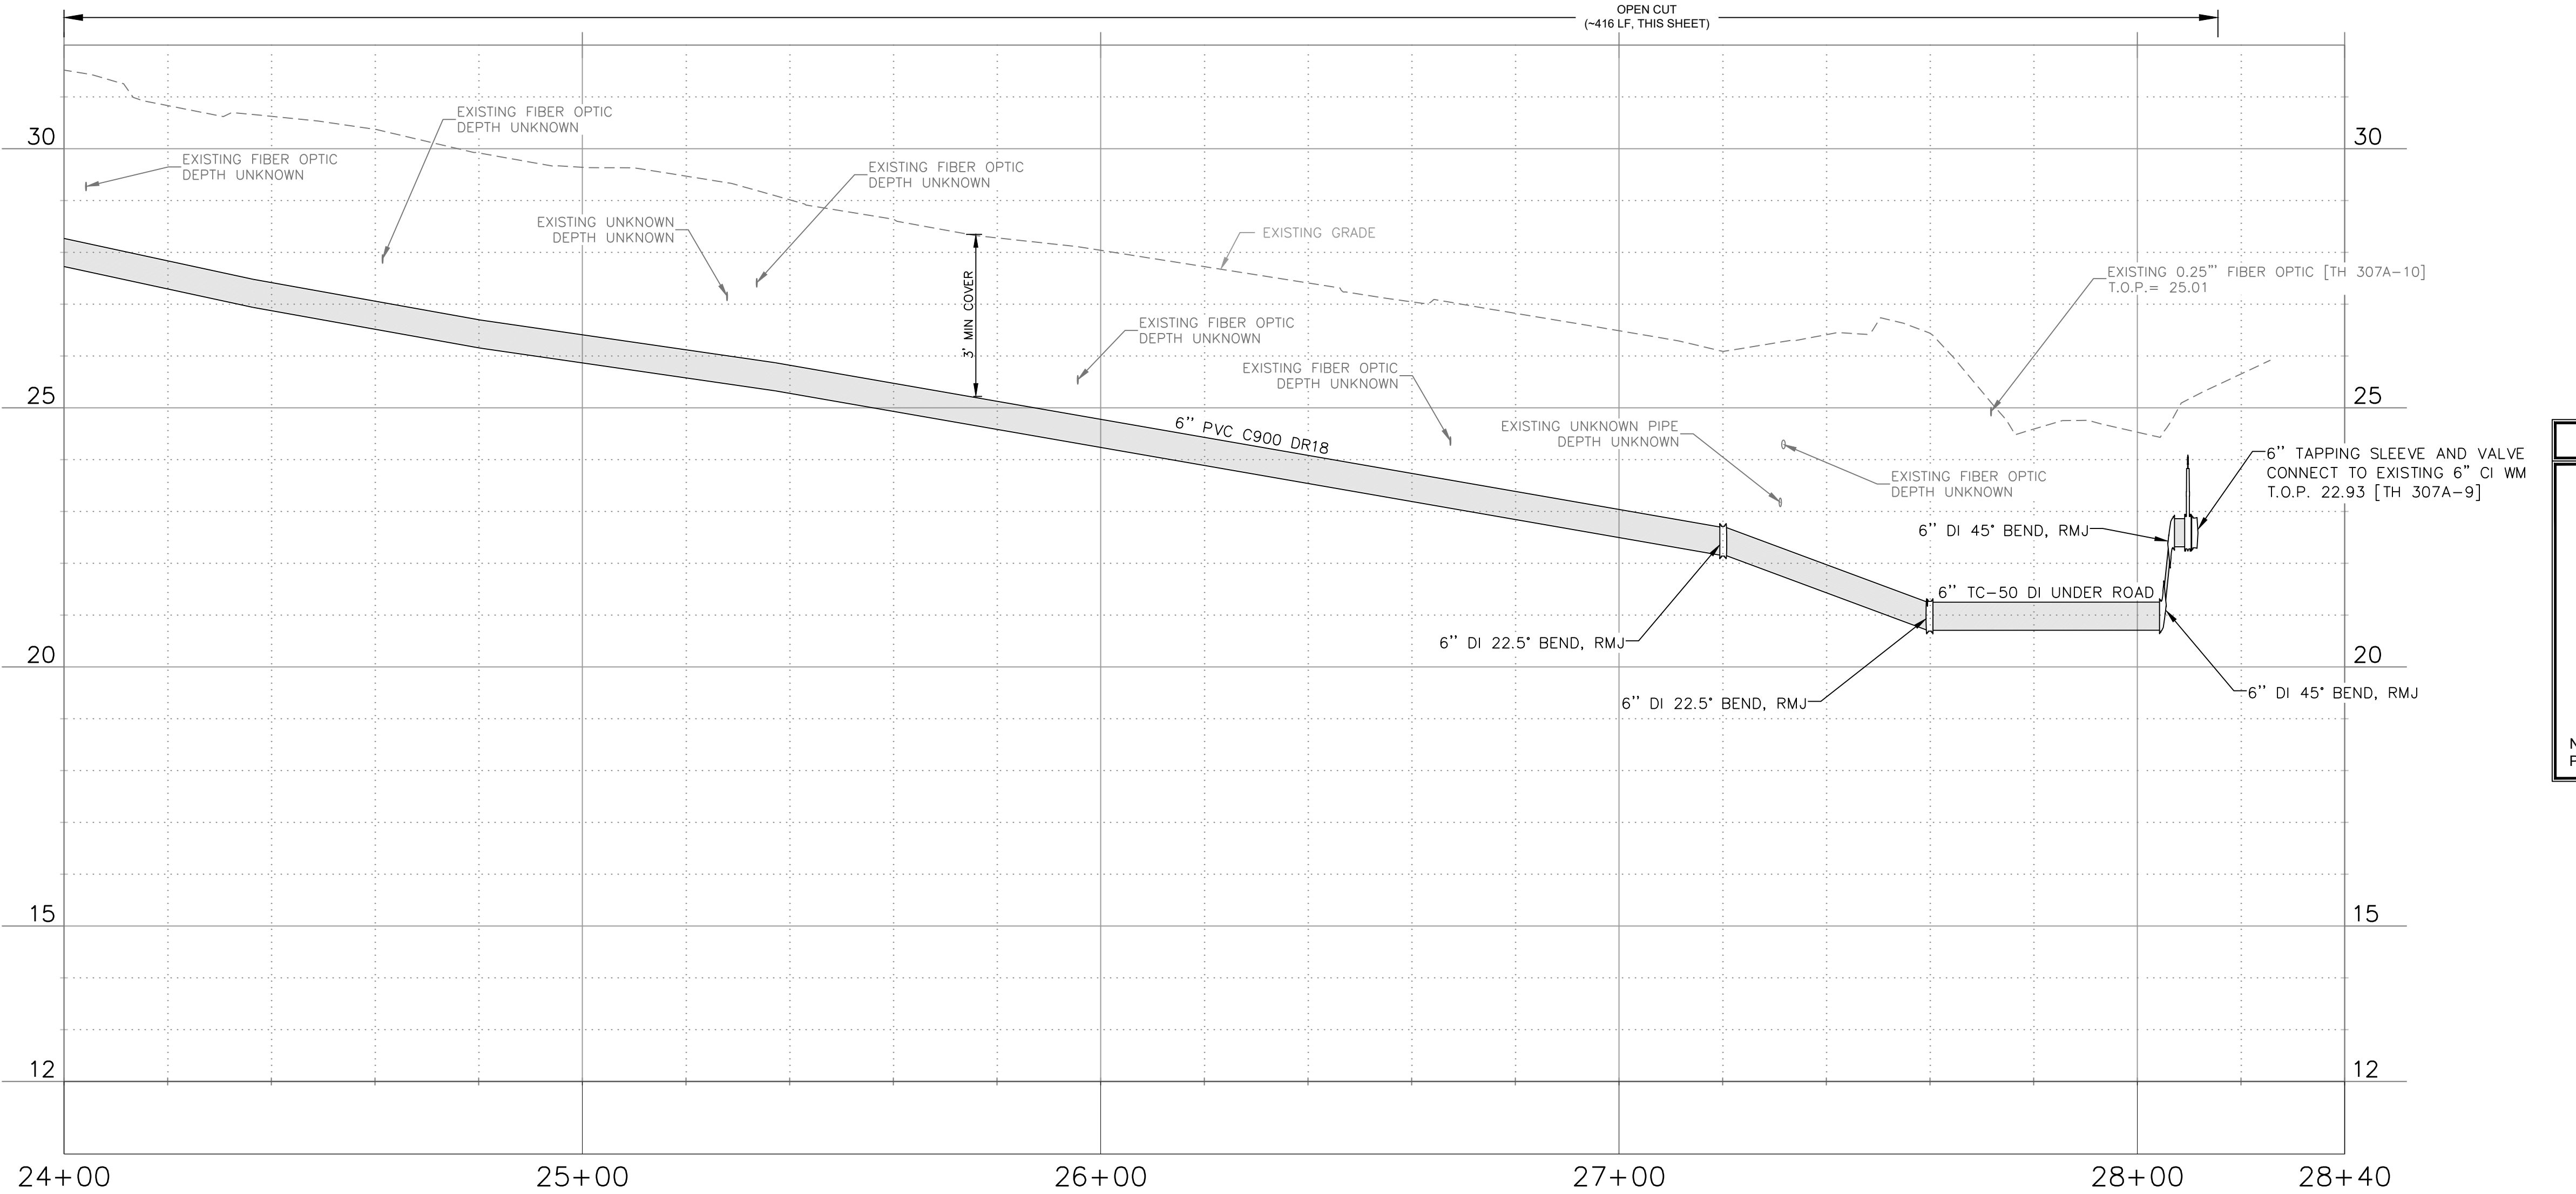 OPEN CUT
(~416 LF, THIS SHEET)
30
30
EXISTING FIBER OPTIC
DEPTH UNKNOWN
EXISTING FIBER OPTIC
DEPTH UNKNOWN
EXISTING FIBER OPTIC
DEPTH UNKNOWN
EXISTING UNKNOWN
DEPTH UNKNOWN
EXISTING GRADE
3' MIN COVER
EXISTING 0.25"' FIBER OPTIC [TH 307A-10]
T.O.P.= 25.01
EXISTING FIBER OPTIC
DEPTH UNKNOWN
EXISTING FIBER OPTIC
DEPTH UNKNOWN
25
25
6'' PVC C900 DR18
EXISTING UNKNOWN PIPE
DEPTH UNKNOWN
EXISTING FIBER OPTIC
DEPTH UNKNOWN
6'' TAPPING SLEEVE AND VALVE
CONNECT TO EXISTING 6" CI WM
T.O.P. 22.93 [TH 307A-9]
6'' DI 45° BEND, RMJ
6'' TC-50 DI UNDER ROAD
6'' DI 22.5° BEND, RMJ
20
20
6'' DI 22.5° BEND, RMJ
6'' DI 45° BEND, RMJ
15
15
12
12
24+00
25+00
26+00
27+00
28+00
28+40